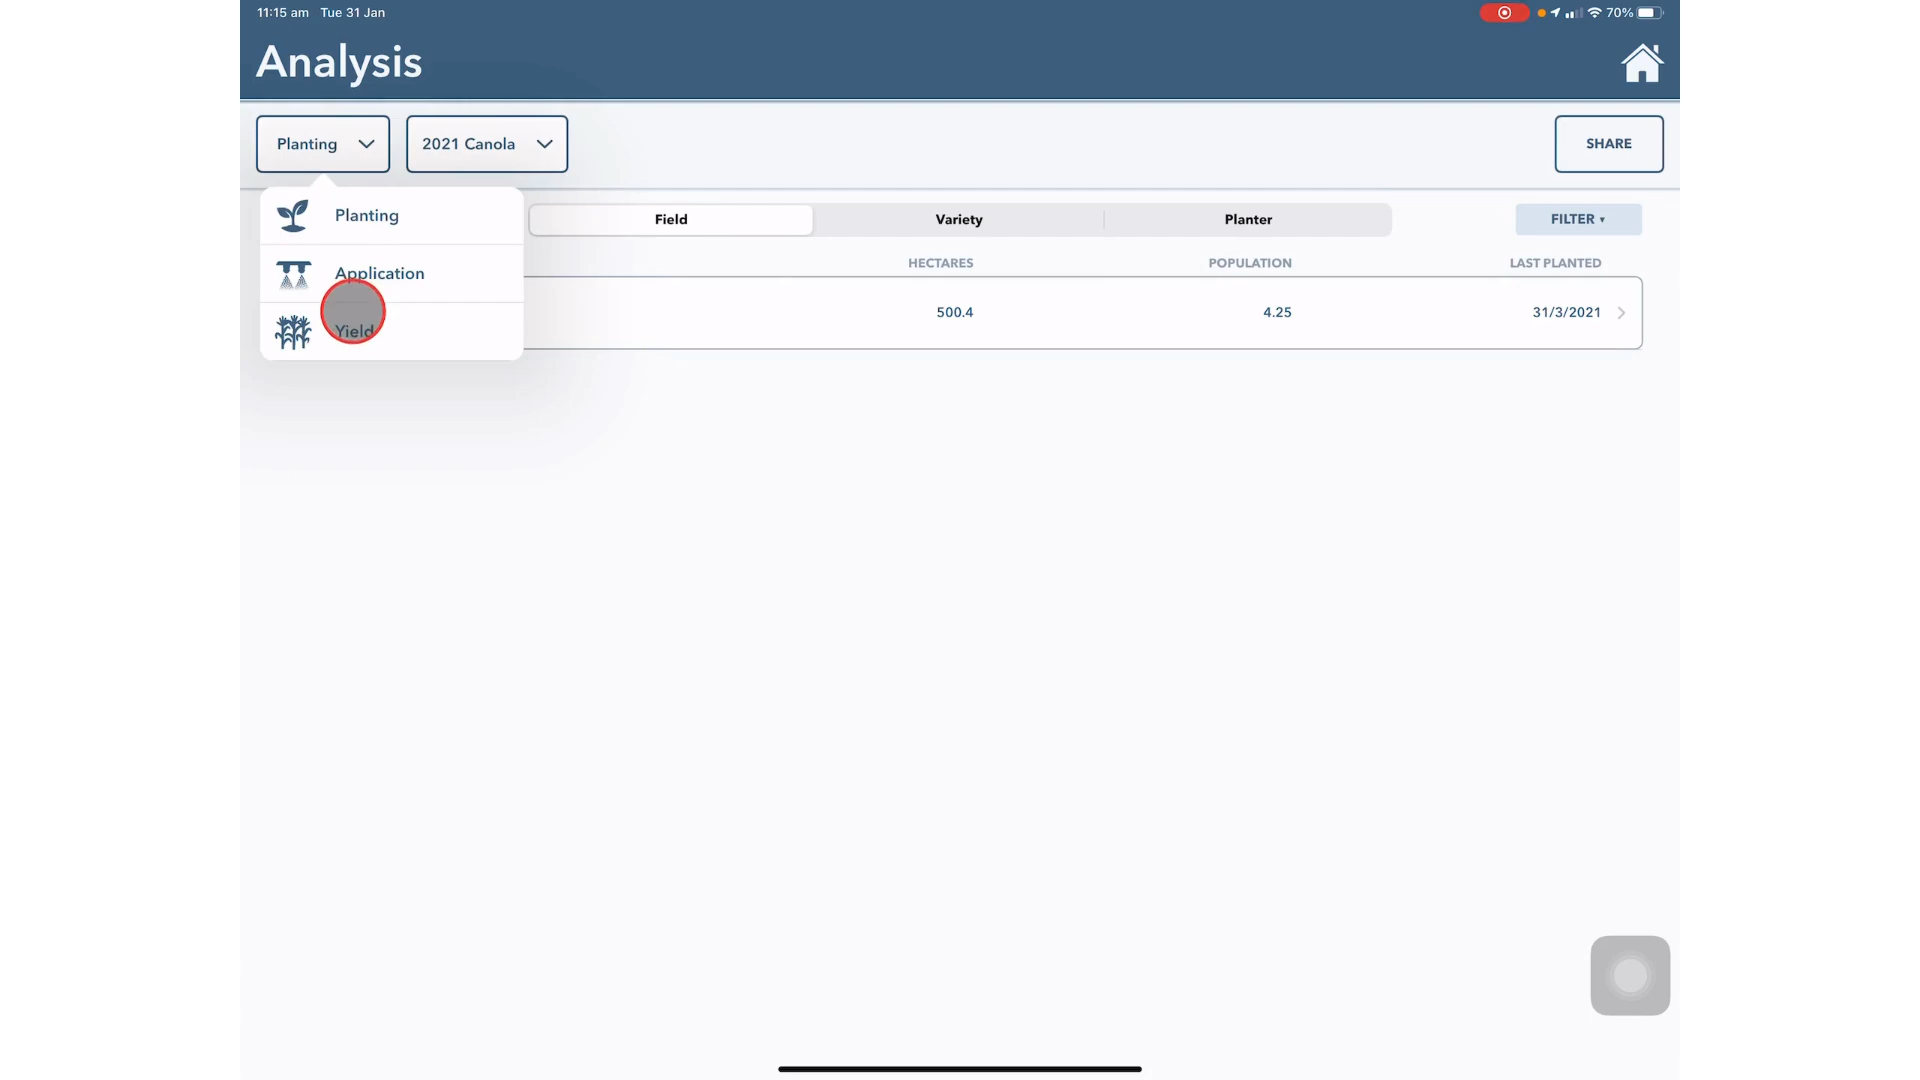 11:15 am Tue 31 Jan
70%
Analysis
Planting
2021 Canola
SHARE
Planting
Application
Yield
Field
Variety
Planter
FILTER ▾
HECTARES
POPULATION
LAST PLANTED
500.4
4.25
31/3/2021